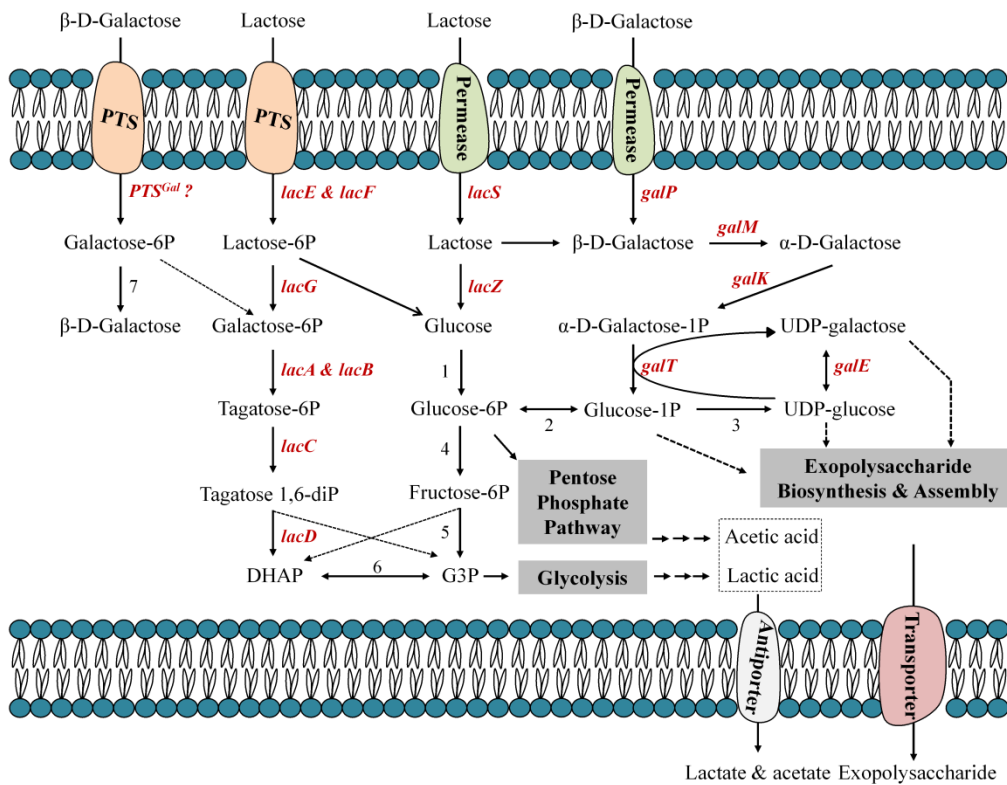 β-D-Galactose
Lactose
Lactose
β-D-Galactose
PTS
PTS
Permease
Permease
PTSGal ?
lacE & lacF
lacS
galP
Galactose-6P
Lactose-6P
Lactose
β-D-Galactose
galM
α-D-Galactose
7
lacG
lacZ
galK
β-D-Galactose
Galactose-6P
Glucose
α-D-Galactose-1P
UDP-galactose
lacA & lacB
1
galT
galE
Tagatose-6P
Glucose-6P
2
Glucose-1P
3
UDP-glucose
lacC
4
Pentose
Phosphate
Pathway
Exopolysaccharide
Biosynthesis & Assembly
Tagatose 1,6-diP
Fructose-6P
lacD
5
Acetic acid
DHAP
6
G3P
Glycolysis
Lactic acid
Antiporter
Transporter
Lactate & acetate
Exopolysaccharide